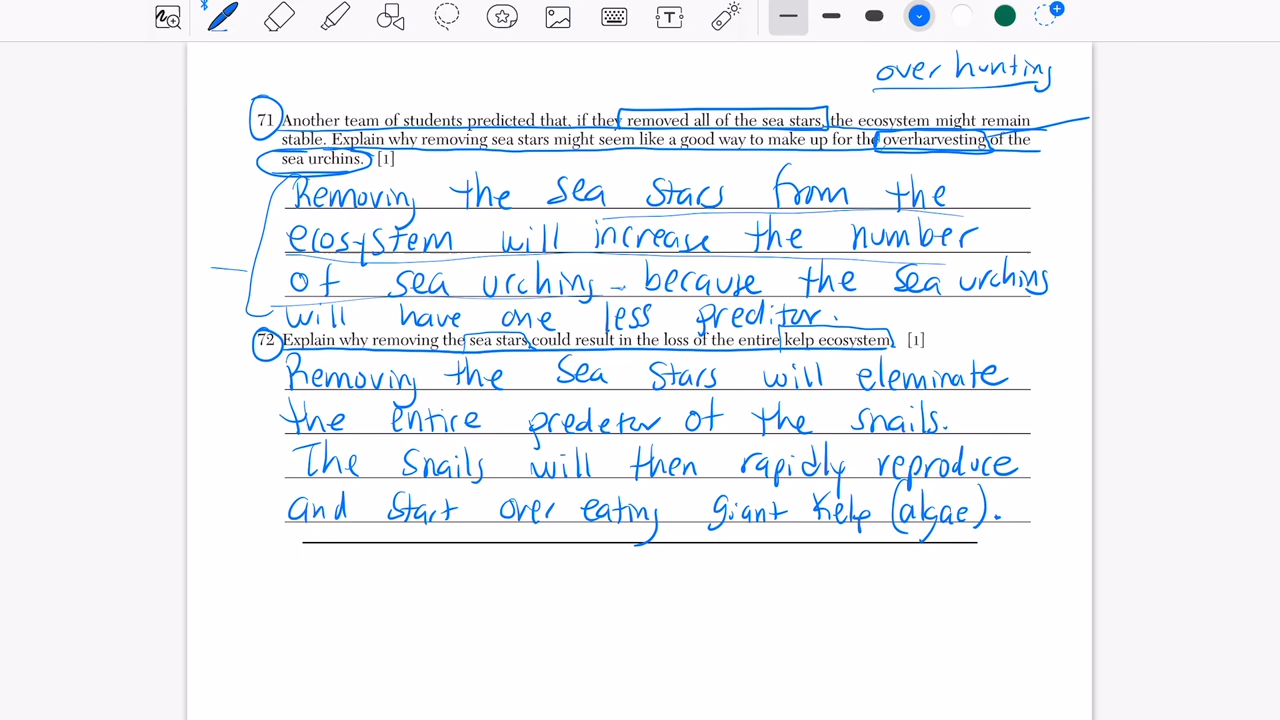 over hunting
71 Another team of students predicted that, if they removed all of the sea stars, the ecosystem might remain
stable. Explain why removing sea stars might seem like a good way to make up for the overharvesting of the
sea urchins. [1]
Removing the sea stars from the
ecosystem will increase the number
of sea urchins - because the sea urchins
will have one less preditor.
72 Explain why removing the sea stars could result in the loss of the entire kelp ecosystem. [1]
Removing the sea stars will eleminate
the entire predetor of the snails.
The snails will then rapidly reproduce
and start over eating giant kelp (algae).